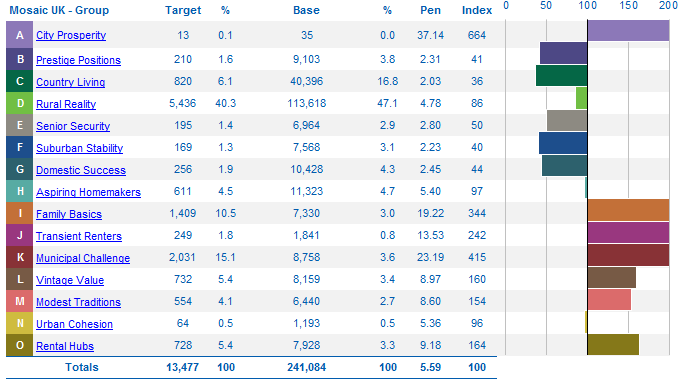 Mosaic UK - Group Target % Base % Pen Index 0 50 100 150 200
A City Prosperity 13 0.1 35 0.0 37.14 664
B Prestige Positions 210 1.6 9,103 3.8 2.31 41
C Country Living 820 6.1 40,396 16.8 2.03 36
D Rural Reality 5,436 40.3 113,618 47.1 4.78 86
E Senior Security 195 1.4 6,964 2.9 2.80 50
F Suburban Stability 169 1.3 7,568 3.1 2.23 40
G Domestic Success 256 1.9 10,428 4.3 2.45 44
H Aspiring Homemakers 611 4.5 11,323 4.7 5.40 97
I Family Basics 1,409 10.5 7,330 3.0 19.22 344
J Transient Renters 249 1.8 1,841 0.8 13.53 242
K Municipal Challenge 2,031 15.1 8,758 3.6 23.19 415
L Vintage Value 732 5.4 8,159 3.4 8.97 160
M Modest Traditions 554 4.1 6,440 2.7 8.60 154
N Urban Cohesion 64 0.5 1,193 0.5 5.36 96
O Rental Hubs 728 5.4 7,928 3.3 9.18 164
Totals 13,477 100 241,084 100 5.59 100